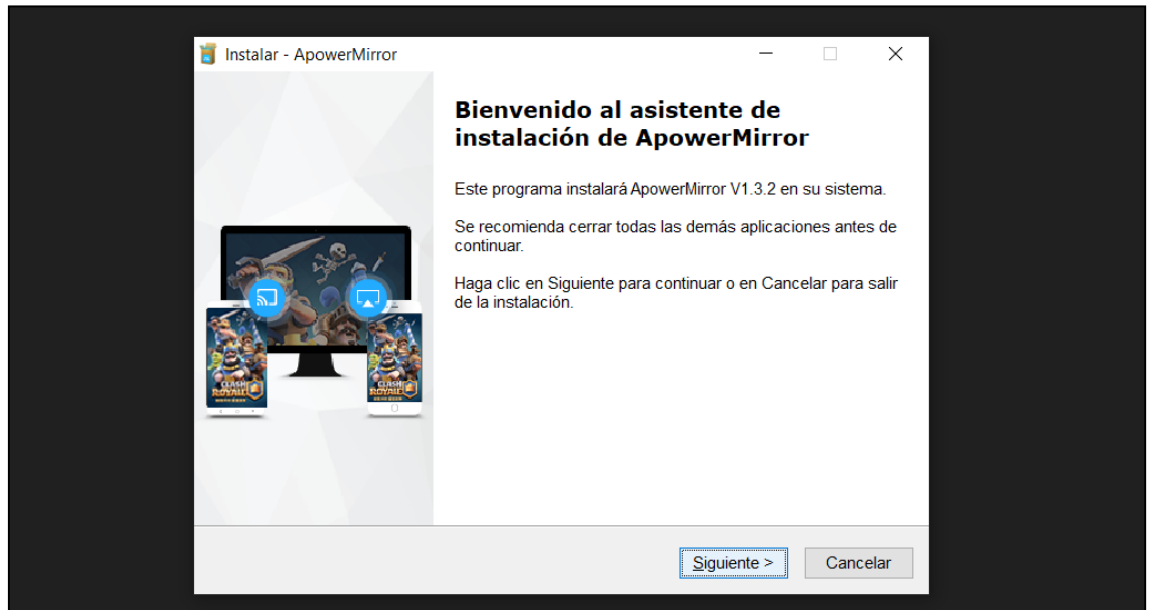 Instalar - ApowerMirror
Bienvenido al asistente de
instalación de ApowerMirror
Este programa instalará ApowerMirror V1.3.2 en su sistema.
Se recomienda cerrar todas las demás aplicaciones antes de
continuar.
Haga clic en Siguiente para continuar o en Cancelar para salir
de la instalación.
CLASH
ROYALE
CLASH
ROYALE
Siguiente >
Cancelar